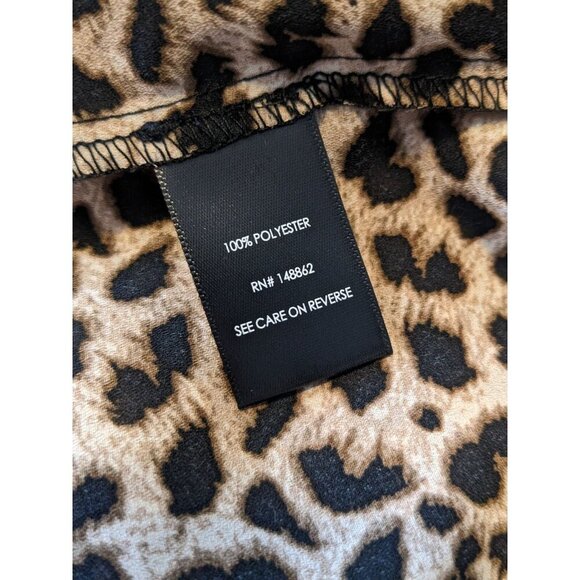 100% POLYESTER
RN# 148862
SEE CARE ON REVERSE